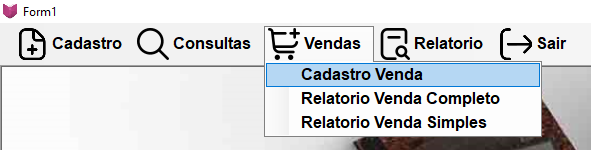 Form1
Cadastro Consultas Vendas Relatorio Sair
Cadastro Venda
Relatorio Venda Completo
Relatorio Venda Simples